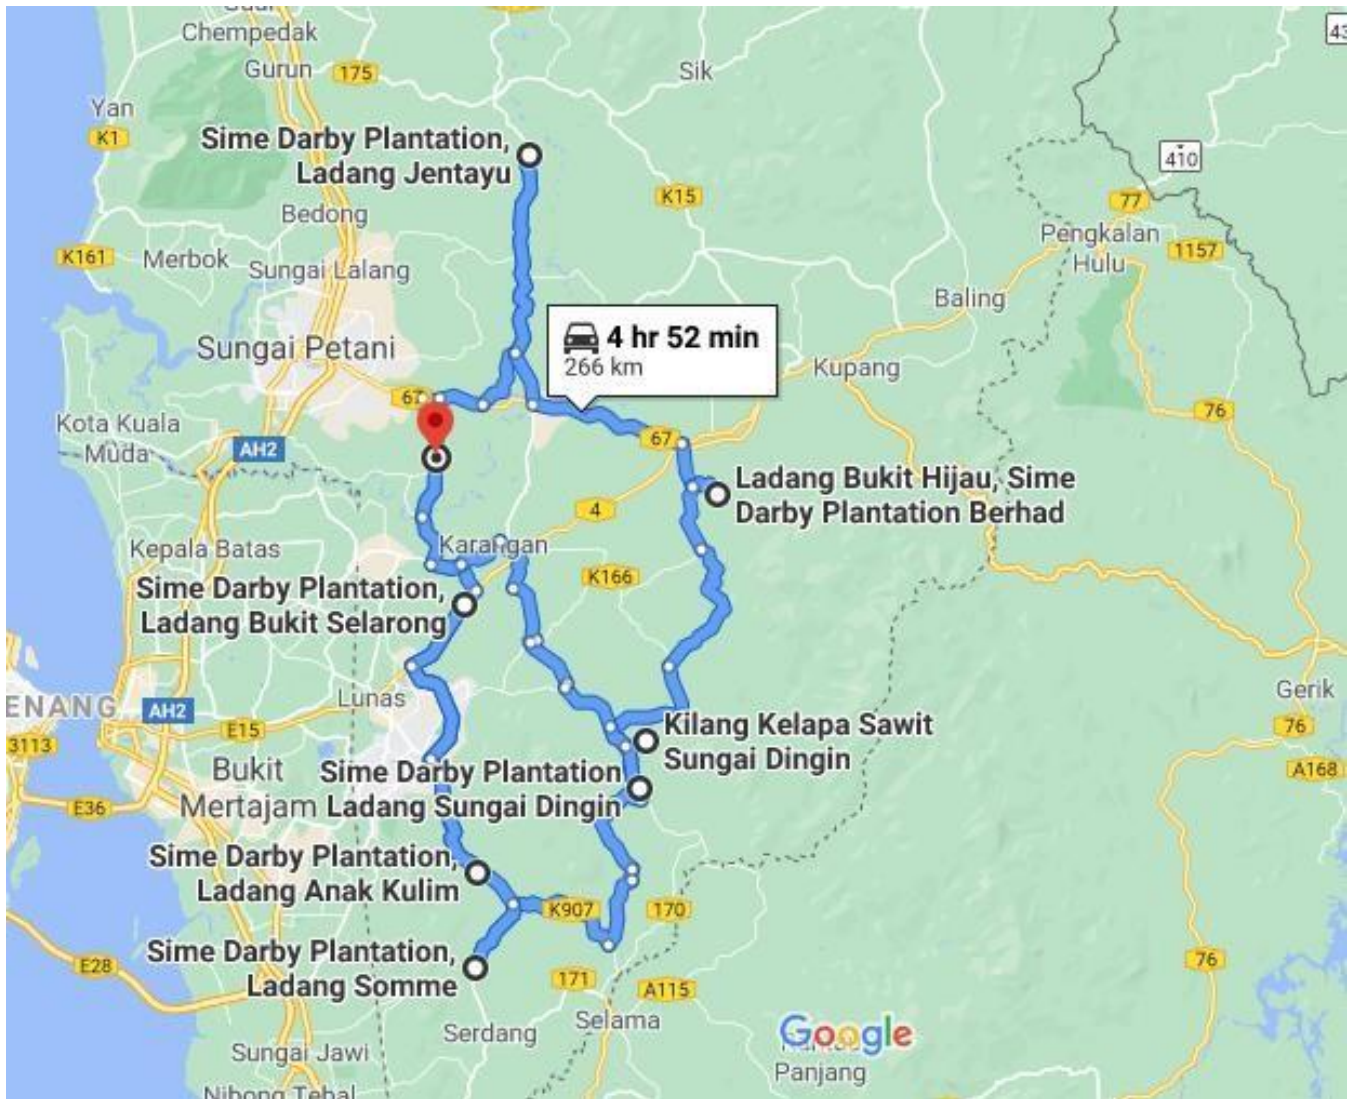 Chempedak
Gurun
175
Sik
Yan
K1
Sime Darby Plantation,
Ladang Jentayu
410
K15
77
Bedong
Pengkalan
Hulu
1157
K161
Merbok
Sungai Lalang
Baling
4 hr 52 min
266 km
Sungai Petani
Kupang
67
76
Kota Kuala
Muda
AH2
67
Ladang Bukit Hijau, Sime
Darby Plantation Berhad
4
Kepala Batas
Karangan
K166
Sime Darby Plantation,
Ladang Bukit Selarong
Lunas
ENANG
AH2
E15
Gerik
76
3113
Kilang Kelapa Sawit
Sungai Dingin
A168
Bukit
Mertajam
Sime Darby Plantation
Ladang Sungai Dingin
E36
Sime Darby Plantation,
Ladang Anak Kulim
K907
170
Sime Darby Plantation,
Ladang Somme
E28
76
171
A115
Serdang
Selama
Google
Panjang
Sungai Jawi
Nibong Tebal